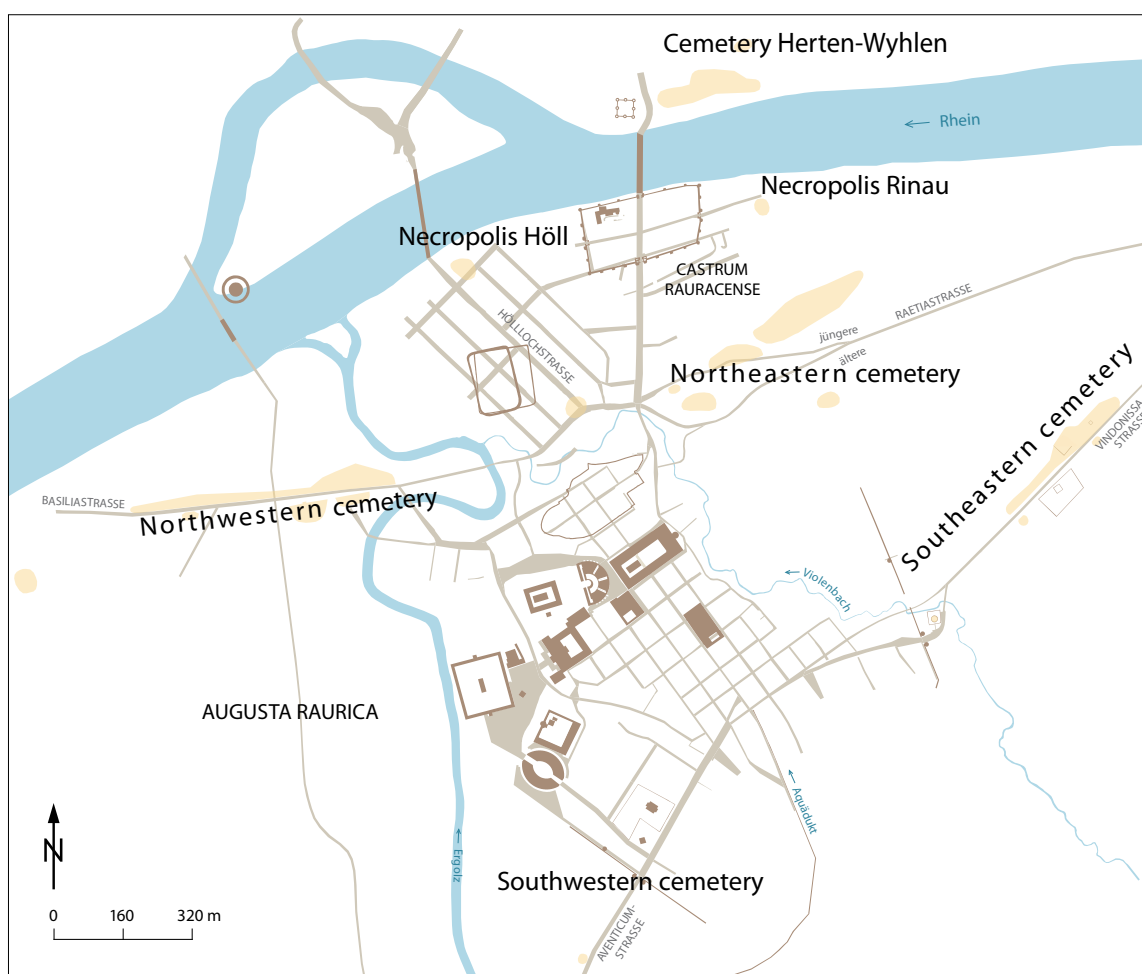 Cemetery Herten-Wyhlen
← Rhein
Necropolis Rinau
Necropolis Höll
CASTRUM
RAURACENSE
RAETIASTRASSE
HÖLLLOCHSTRASSE
jüngere
ältere
Northeastern cemetery
Southeastern cemetery
VINDONISSA
STRASSE
BASILIASTRASSE
Northwestern cemetery
← Violenbach
AUGUSTA RAURICA
← Aquädukt
← Ergolz
N
Southwestern cemetery
0 160 320 m
AVENTICUM-
STRASSE